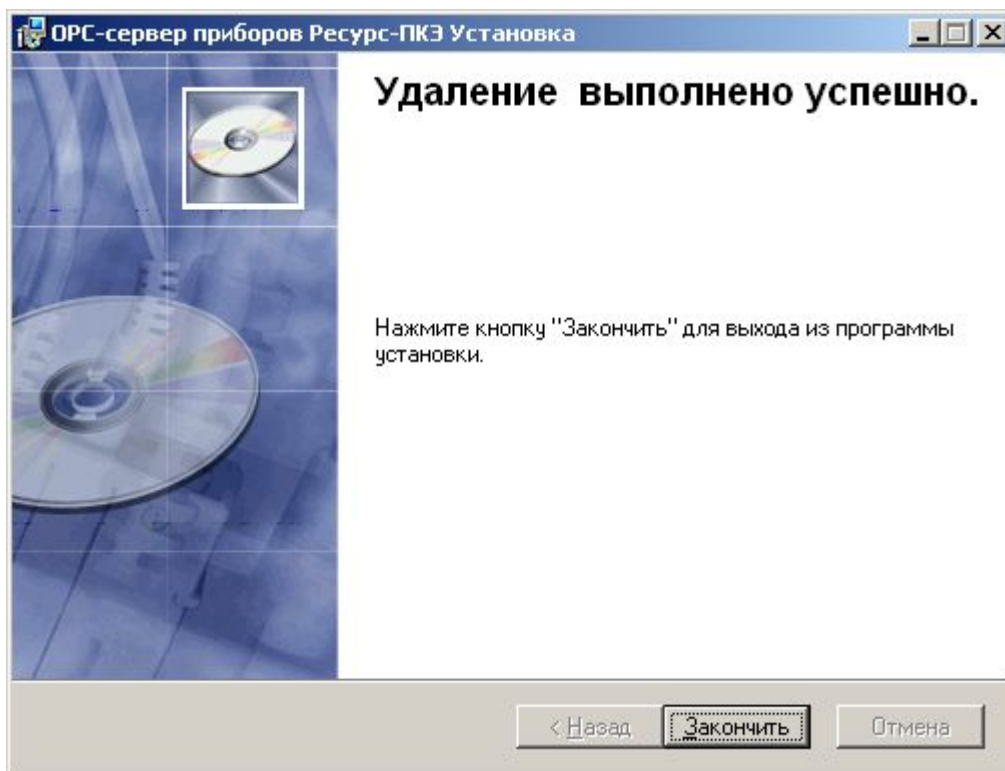 ОРС-сервер приборов Ресурс-ПКЭ Установка
Удаление выполнено успешно.
Нажмите кнопку "Закончить" для выхода из программы
установки.
< Назад Закончить Отмена